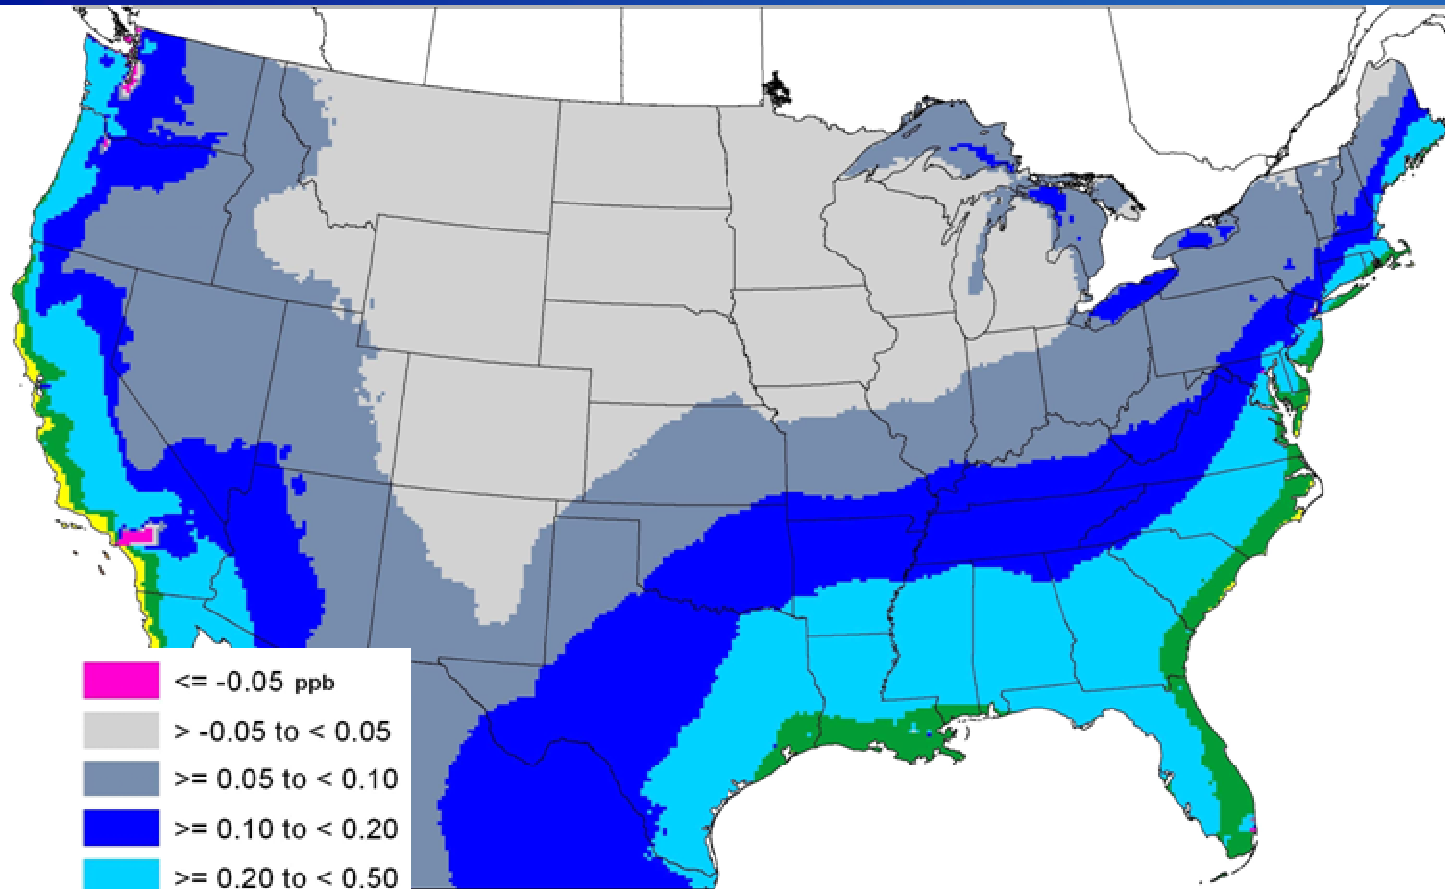 <= -0.05 ppb
> -0.05 to < 0.05
>= 0.05 to < 0.10
>= 0.10 to < 0.20
>= 0.20 to < 0.50